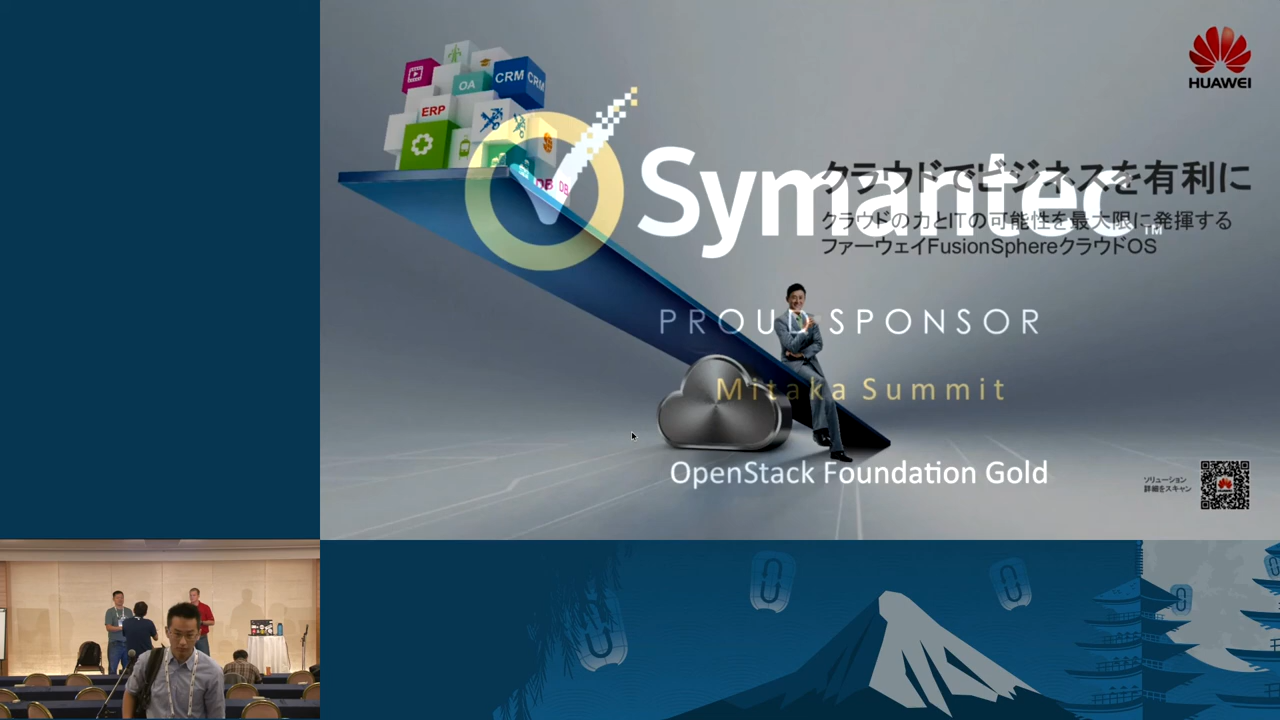 HUAWEI
CRM
CRM
OA
ERP
DB
DB
Symantec™
クラウドでビジネスを有利に
クラウドの力とITの可能性を最大限に発揮する
ファーウェイFusionSphereクラウドOS
PROUD SPONSOR
Mitaka Summit
OpenStack Foundation Gold
ソリューション
詳細をスキャン